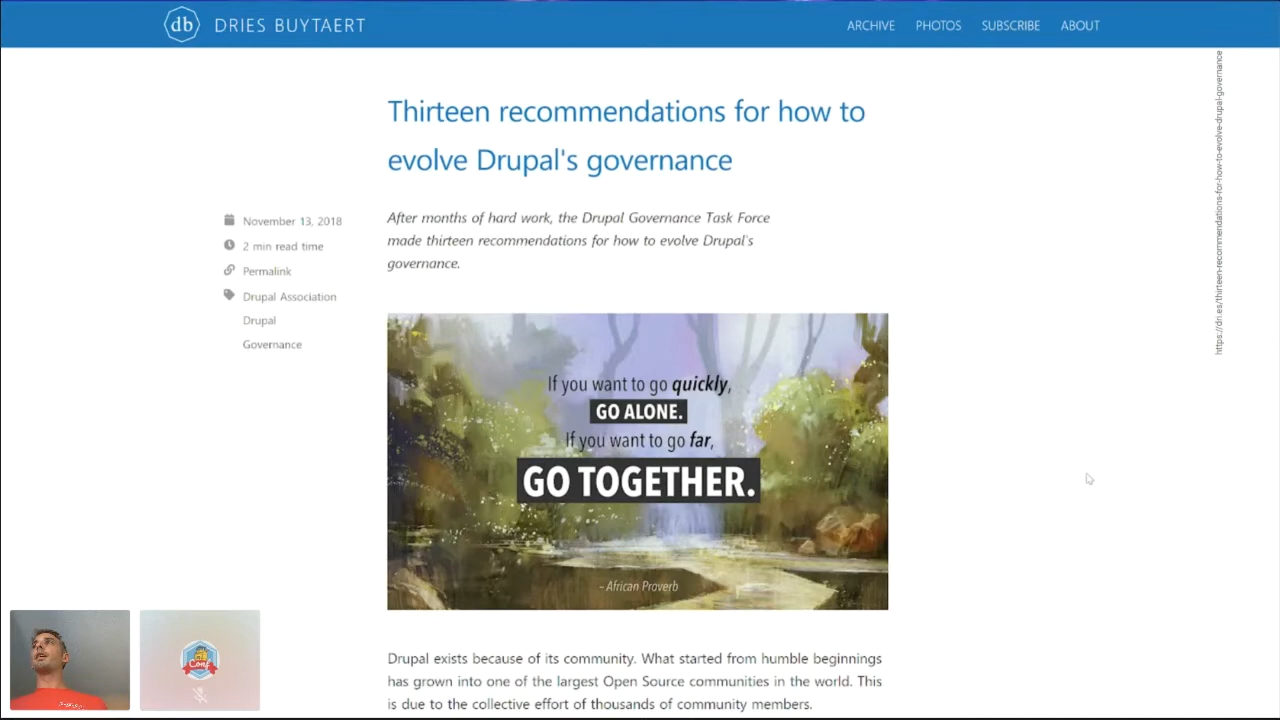 db DRIES BUYTAERT
ARCHIVE PHOTOS SUBSCRIBE ABOUT
https://dri.es/thirteen-recommendations-for-how-to-evolve-drupal-governance
Thirteen recommendations for how to
evolve Drupal's governance
November 13, 2018
2 min read time
Permalink
Drupal Association
Drupal
Governance
After months of hard work, the Drupal Governance Task Force
made thirteen recommendations for how to evolve Drupal's
governance.
If you want to go quickly,
GO ALONE.
If you want to go far,
GO TOGETHER.
– African Proverb
Drupal exists because of its community. What started from humble beginnings
has grown into one of the largest Open Source communities in the world. This
is due to the collective effort of thousands of community members.
Conf